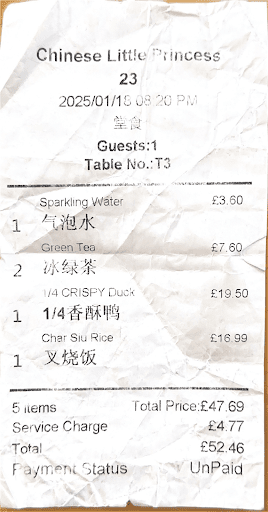 Chinese Little Princess
23
2025/01/18 08:20 PM
堂食
Guests:1
Table No.:T3
Sparkling Water £3.60
1 气泡水
Green Tea £7.60
2 冰绿茶
1/4 CRISPY Duck £19.50
1 1/4香酥鸭
Char Siu Rice £16.99
1 叉烧饭
5 items Total Price:£47.69
Service Charge £4.77
Total £52.46
Payment Status UnPaid